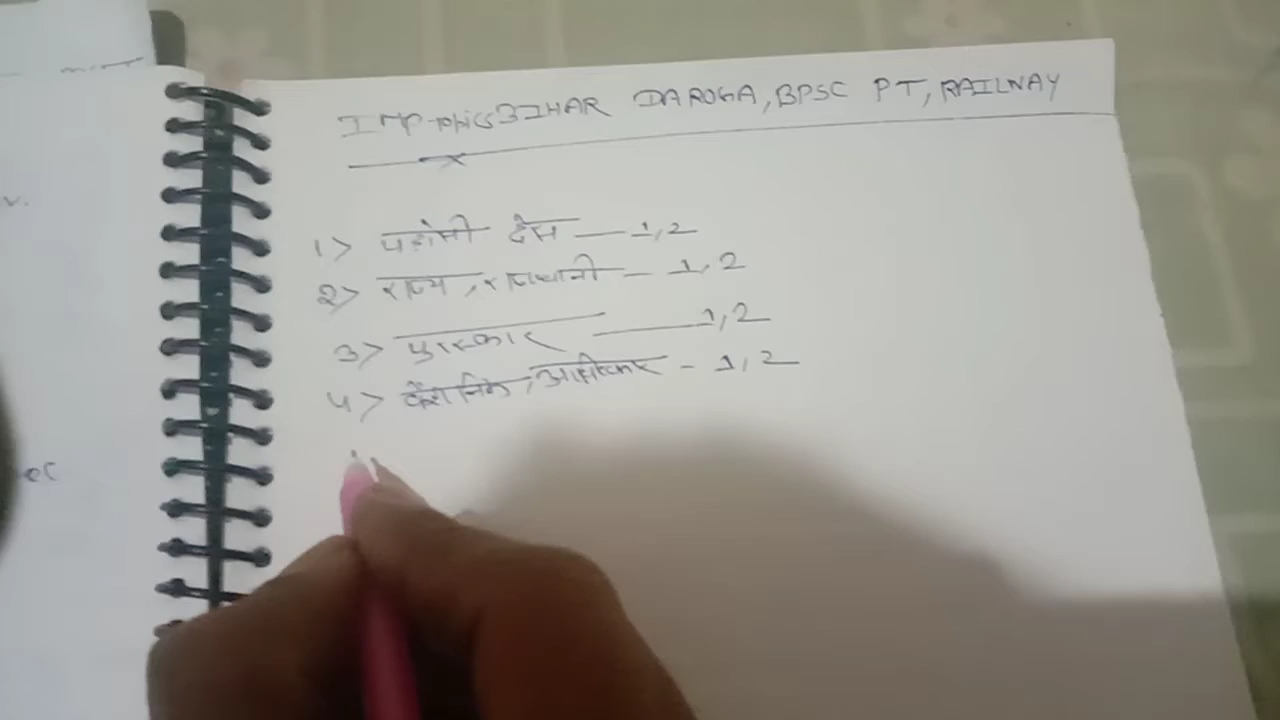 IMP topics BIHAR DAROGA, BPSC PT, RAILWAY
1> पड़ोसी देस — 1,2
2> राज्य, राजधानी — 1,2
3> पुरस्कार — 1,2
4> वैज्ञानिक, आविष्कार - 1,2
v.